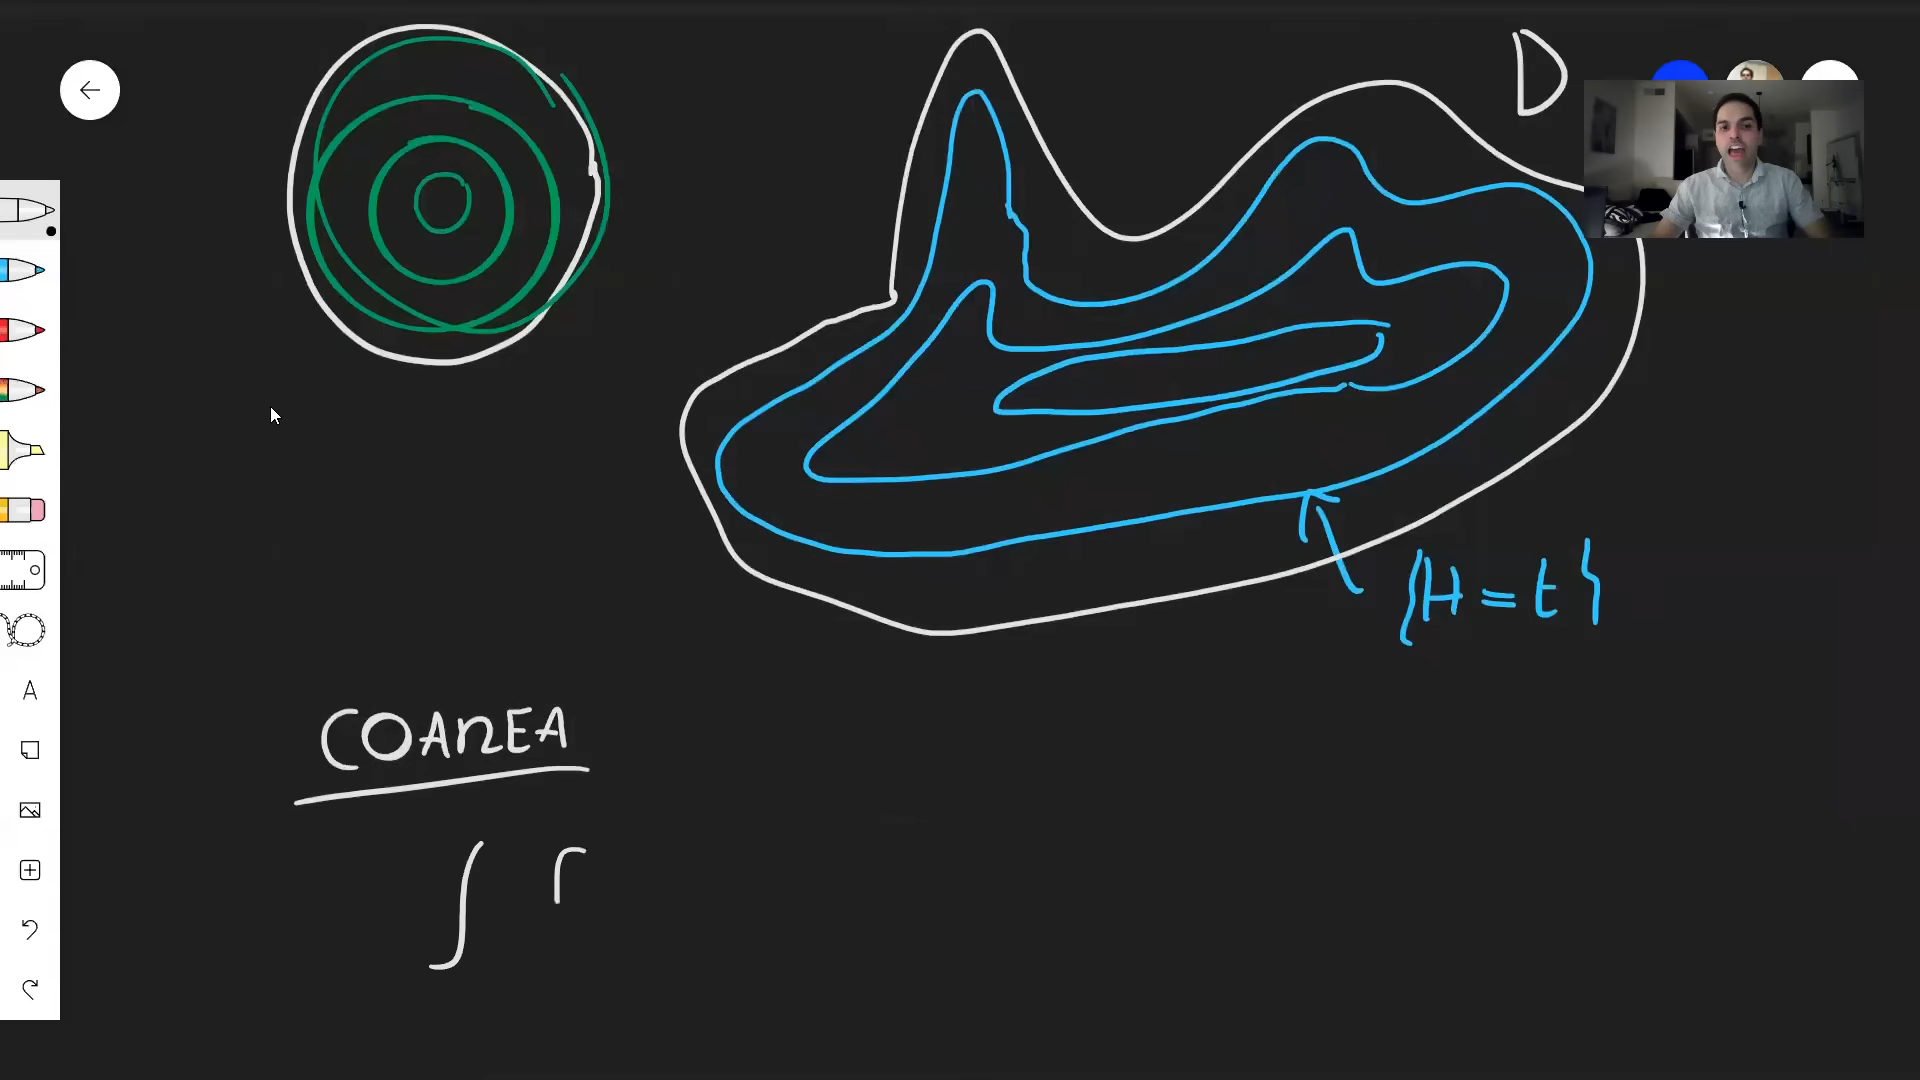 D
{H = t}
COAREA
∫ f
A